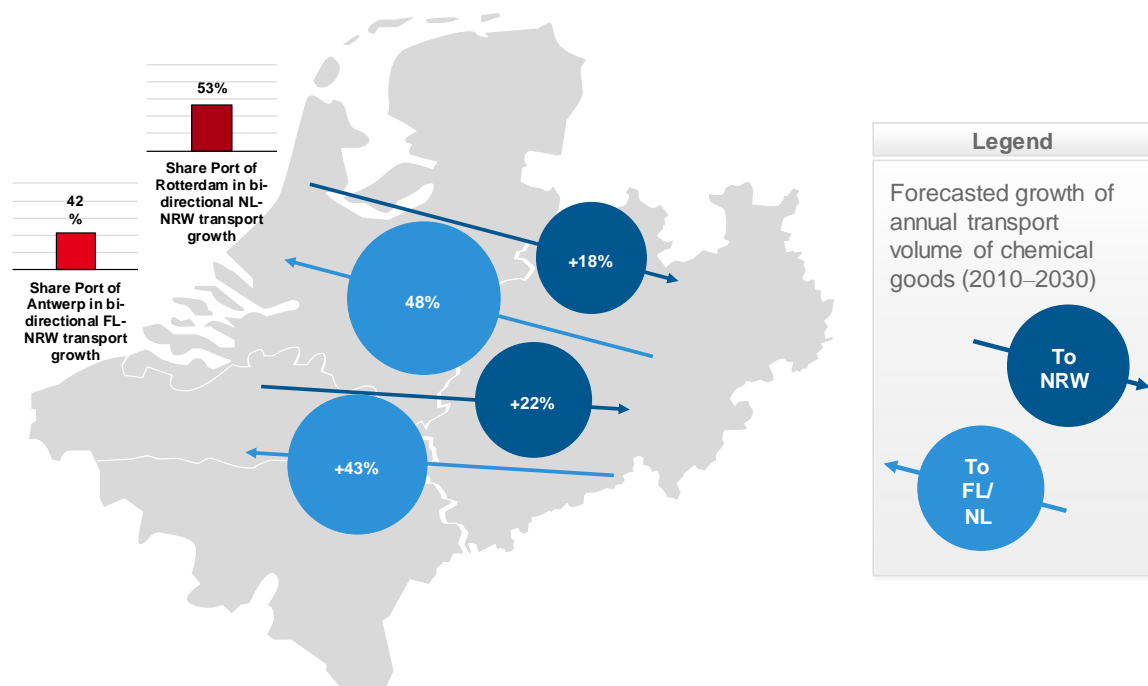 53%
Share Port of
Rotterdam in bi-
directional NL-
NRW transport
growth
42
%
Share Port of
Antwerp in bi-
directional FL-
NRW transport
growth
+18%
48%
+22%
+43%
Legend
Forecasted growth of
annual transport
volume of chemical
goods (2010–2030)
To
NRW
To
FL/
NL